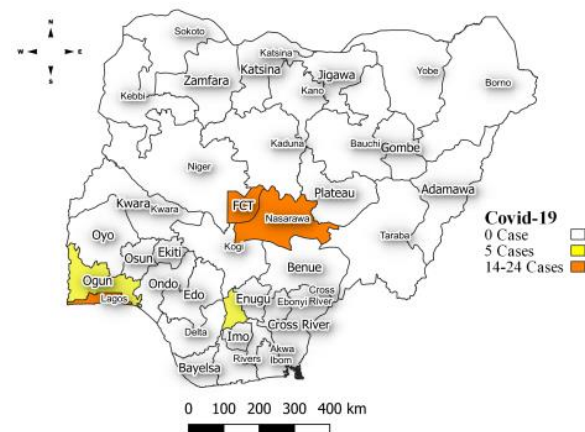 N
W E
S
Sokoto
Katsina
Katsina
Jigawa
Yobe
Borno
Zamfara
Kano
Kebbi
Kaduna
Bauchi
Gombe
Niger
Adamawa
Plateau
FCT
Nasarawa
Kwara
Kwara
Taraba
Oyo
Kogi
Ekiti
Osun
Benue
Ogun
Ondo
Edo
Enugu
Cross
Ebonyi River
Lagos
Cross River
Delta
Imo
Akwa
Ibom
Rivers
Bayelsa
Covid-19
0 Case
5 Cases
14-24 Cases
0 100 200 300 400 km